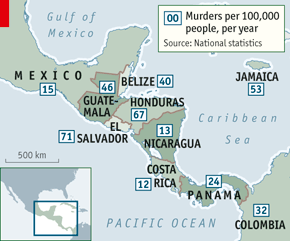 Gulf of
Mexico
00 Murders per 100,000
people, per year
Source: National statistics
MEXICO
15
BELIZE 40
46
GUATE-
MALA
JAMAICA
53
HONDURAS
67
71
EL
SALVADOR
13
NICARAGUA
Caribbean
Sea
500 km
COSTA
RICA
12
24
PANAMA
32
COLOMBIA
PACIFIC OCEAN